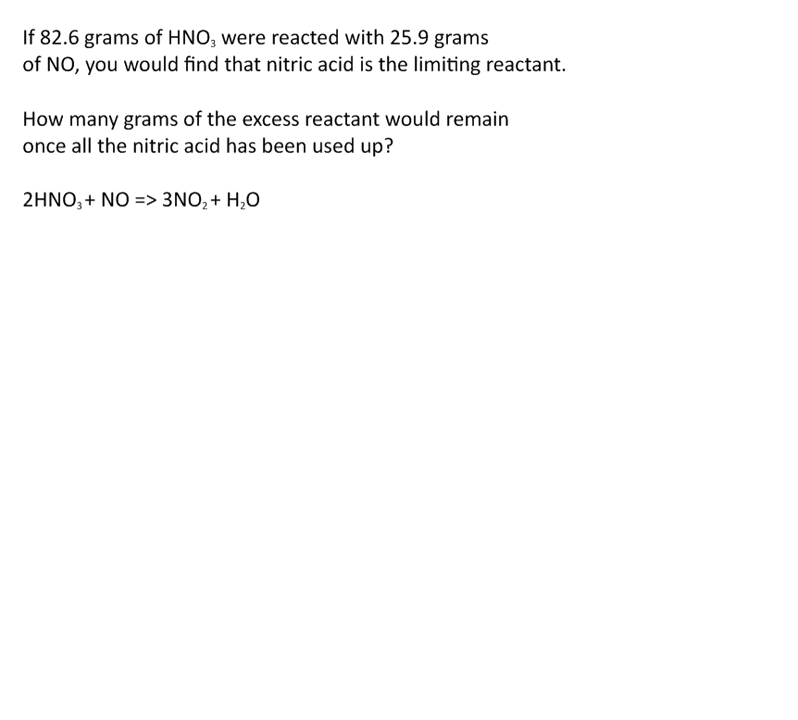 If 82.6 grams of HNO₃ were reacted with 25.9 grams
of NO, you would find that nitric acid is the limiting reactant.
How many grams of the excess reactant would remain
once all the nitric acid has been used up?
2HNO₃ + NO => 3NO₂ + H₂O